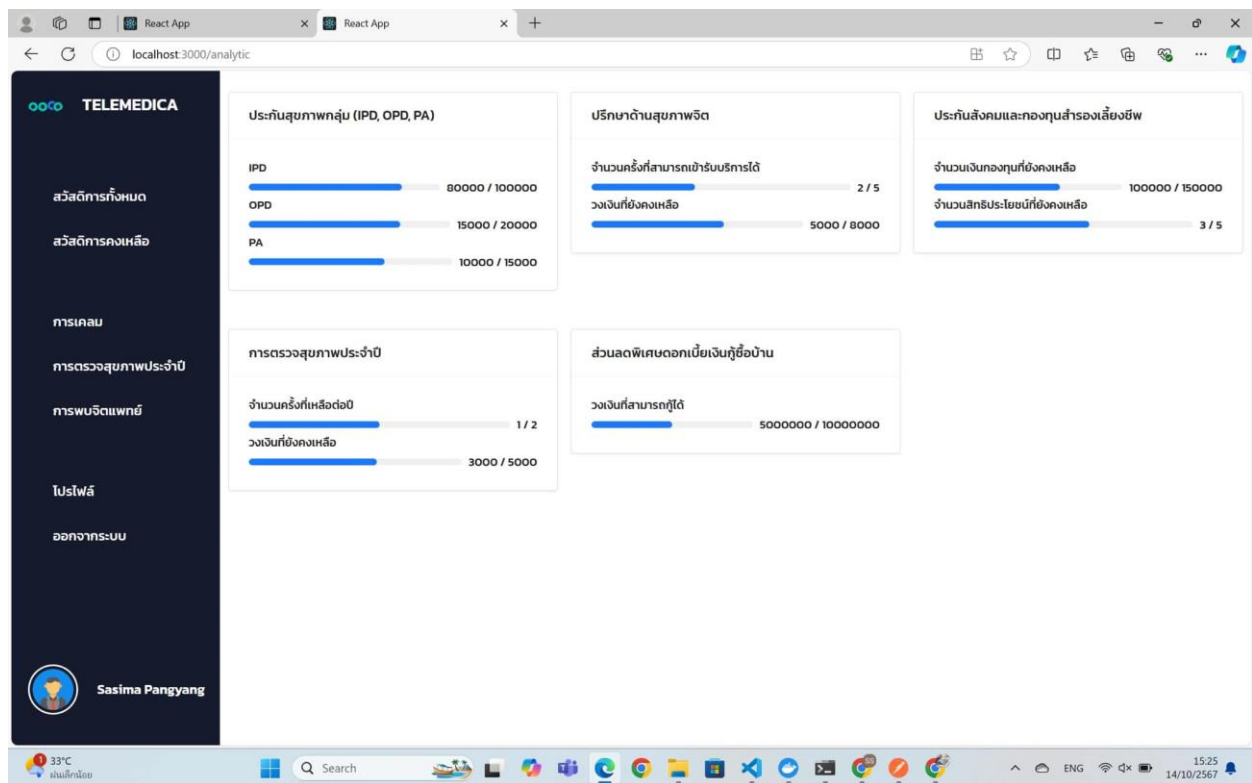 React App
React App
localhost:3000/analytic
TELEMEDICA
สวัสดิการทั้งหมด
สวัสดิการคงเหลือ
การเคลม
การตรวจสุขภาพประจำปี
การพบจิตแพทย์
โปรไฟล์
ออกจากระบบ
Sasima Pangyang
ประกันสุขภาพกลุ่ม (IPD, OPD, PA)
IPD
80000 / 100000
OPD
15000 / 20000
PA
10000 / 15000
ปรึกษาด้านสุขภาพจิต
จำนวนครั้งที่สามารถเข้ารับบริการได้
2 / 5
วงเงินที่ยังคงเหลือ
5000 / 8000
ประกันสังคมและกองทุนสำรองเลี้ยงชีพ
จำนวนเงินกองทุนที่ยังคงเหลือ
100000 / 150000
จำนวนสิทธิประโยชน์ที่ยังคงเหลือ
3 / 5
การตรวจสุขภาพประจำปี
จำนวนครั้งที่เหลือต่อปี
1 / 2
วงเงินที่ยังคงเหลือ
3000 / 5000
ส่วนลดพิเศษดอกเบี้ยเงินกู้ซื้อบ้าน
วงเงินที่สามารถกู้ได้
5000000 / 10000000
1
33°C
ฝนเล็กน้อย
Search
ENG
15:25
14/10/2567